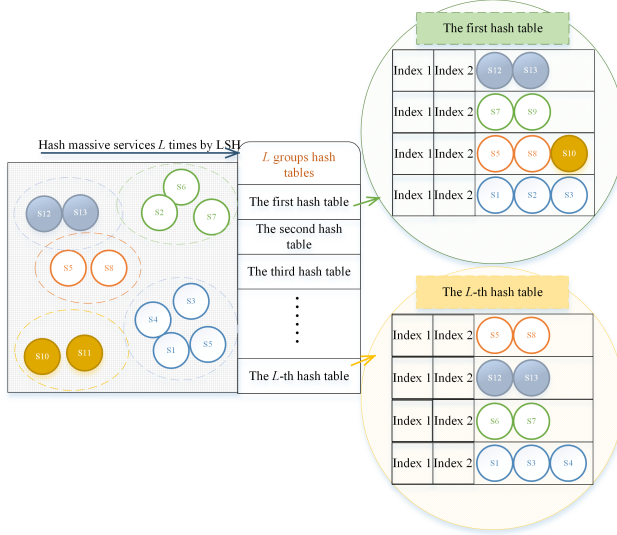 The first hash table
Index 1 Index 2 S12 S13
Index 1 Index 2 S7 S9
Index 1 Index 2 S5 S8 S10
Index 1 Index 2 S1 S2 S3
Hash massive services L times by LSH
L groups hash
tables
The first hash table
The second hash
table
The third hash table
The L-th hash table
S12 S13
S6
S2 S7
S5 S8
S3
S4
S1 S5
S10 S11
The L-th hash table
Index 1 Index 2 S5 S8
Index 1 Index 2 S12 S13
Index 1 Index 2 S6 S7
Index 1 Index 2 S1 S3 S4